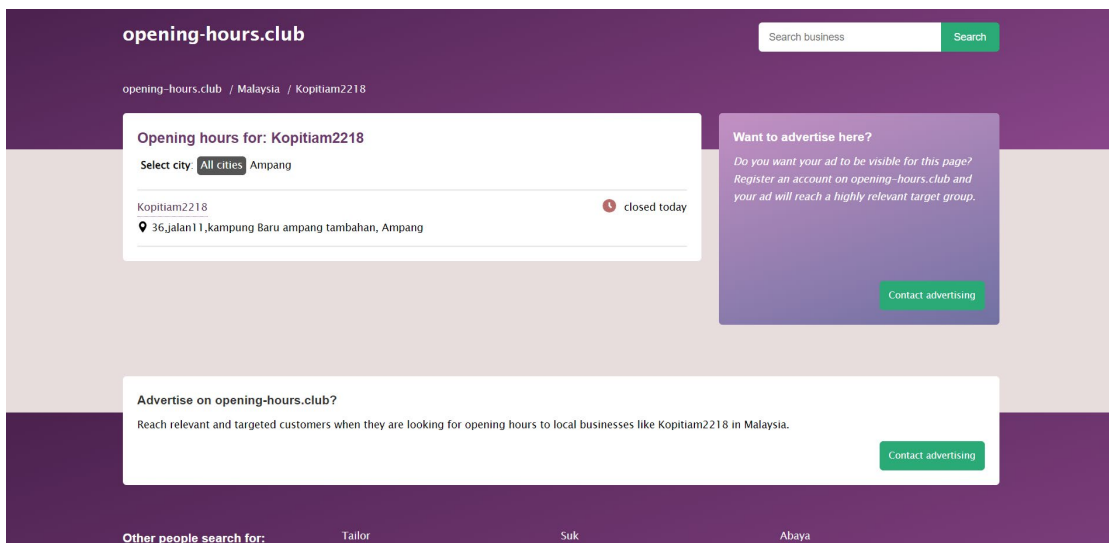 opening-hours.club
Search business
Search
opening-hours.club / Malaysia / Kopitiam2218
Opening hours for: Kopitiam2218
Select city: All cities Ampang
Kopitiam2218
closed today
36,jalan11,kampung Baru ampang tambahan, Ampang
Want to advertise here?
Do you want your ad to be visible for this page?
Register an account on opening-hours.club and
your ad will reach a highly relevant target group.
Contact advertising
Advertise on opening-hours.club?
Reach relevant and targeted customers when they are looking for opening hours to local businesses like Kopitiam2218 in Malaysia.
Contact advertising
Other people search for:
Tailor
Suk
Abaya